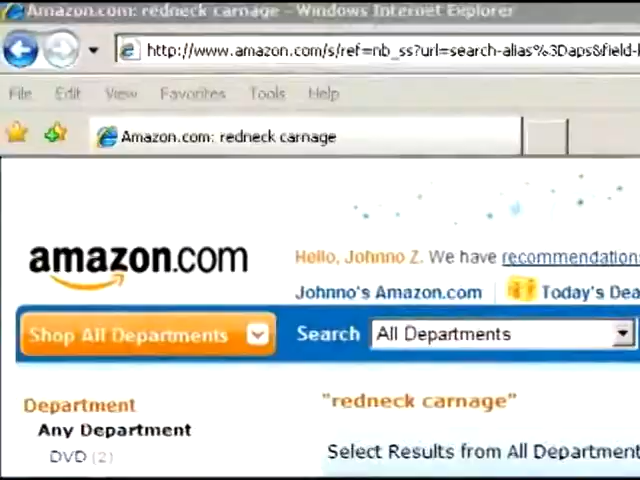 Amazon.com: redneck carnage - Windows Internet Explorer
http://www.amazon.com/s/ref=nb_ss?url=search-alias%3Daps&field-k
File Edit View Favorites Tools Help
Amazon.com: redneck carnage
amazon.com
Hello, Johnno Z. We have recommendations
Johnno's Amazon.com Today's Dea
Shop All Departments Search All Departments
Department
"redneck carnage"
Any Department
Select Results from All Department
DVD (2)